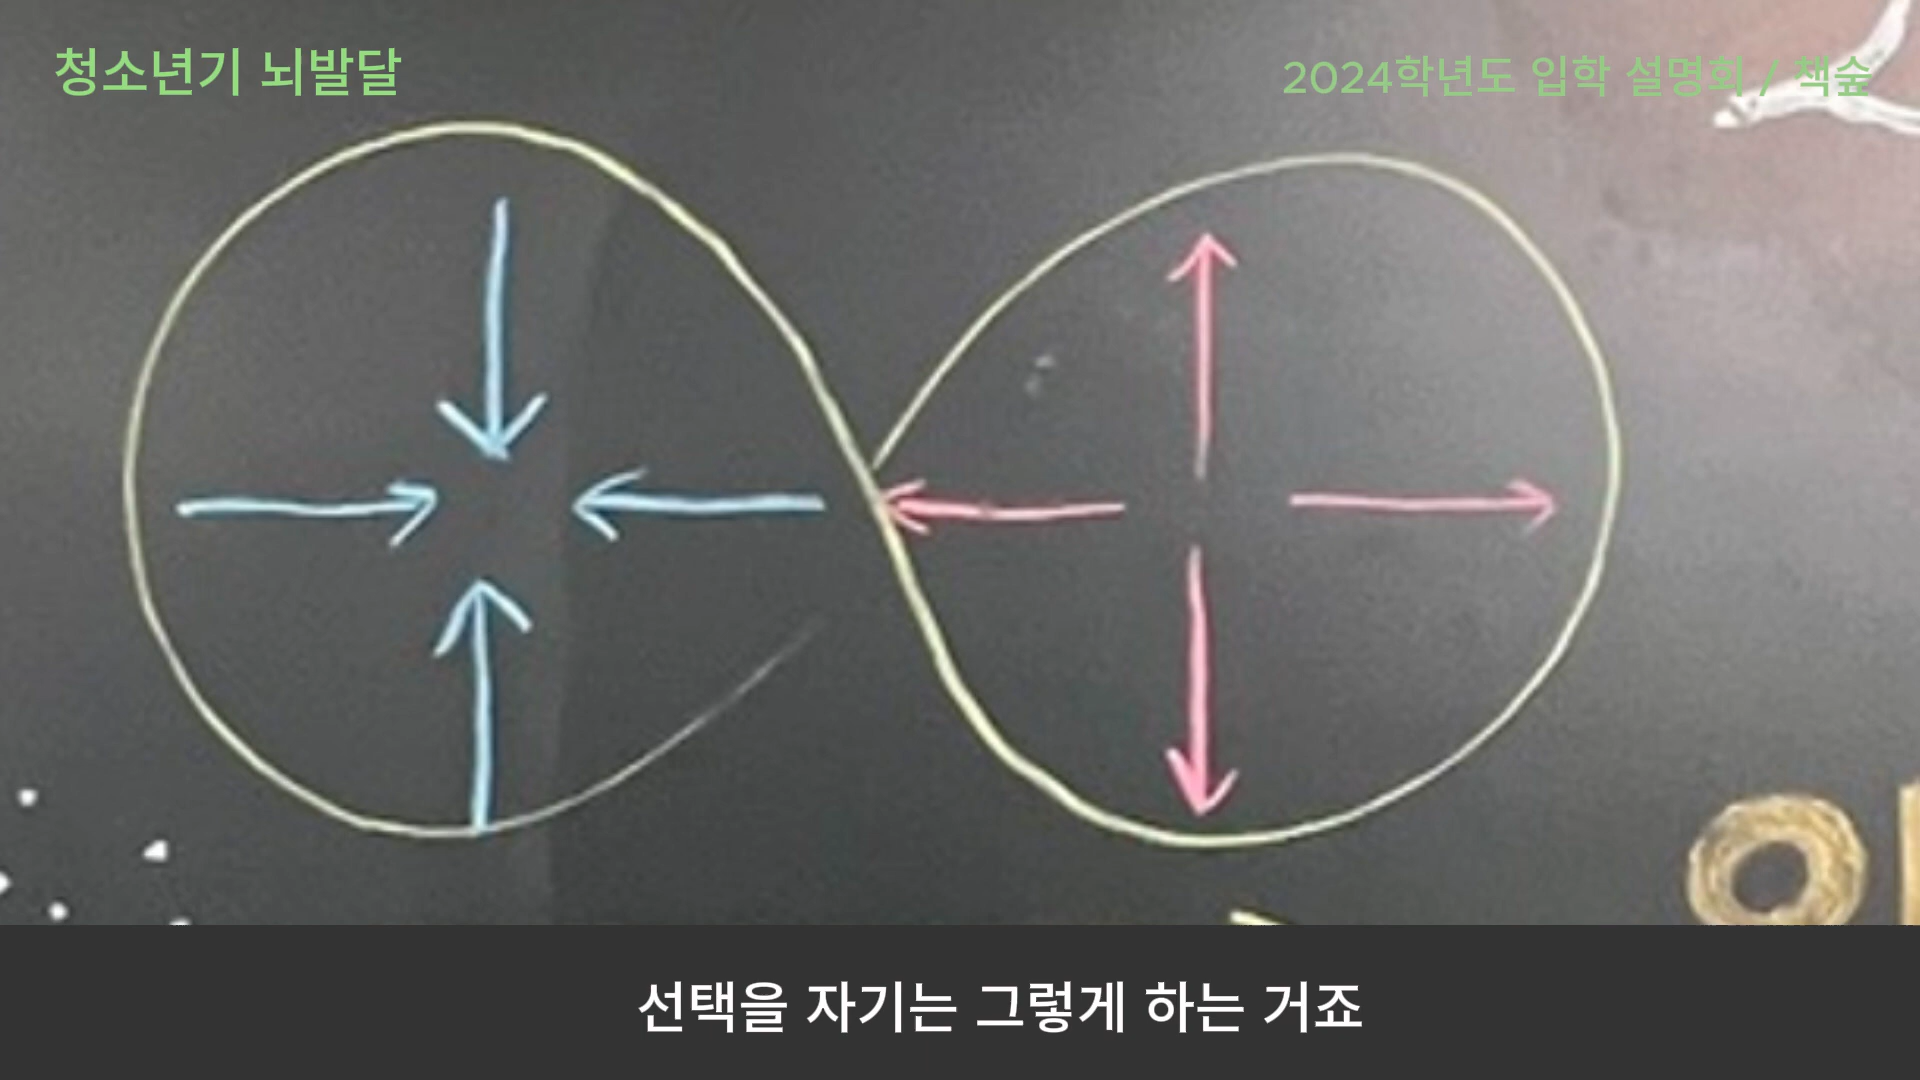 청소년기 뇌발달
2024학년도 입학 설명회 / 책숲
선택을 자기는 그렇게 하는 거죠